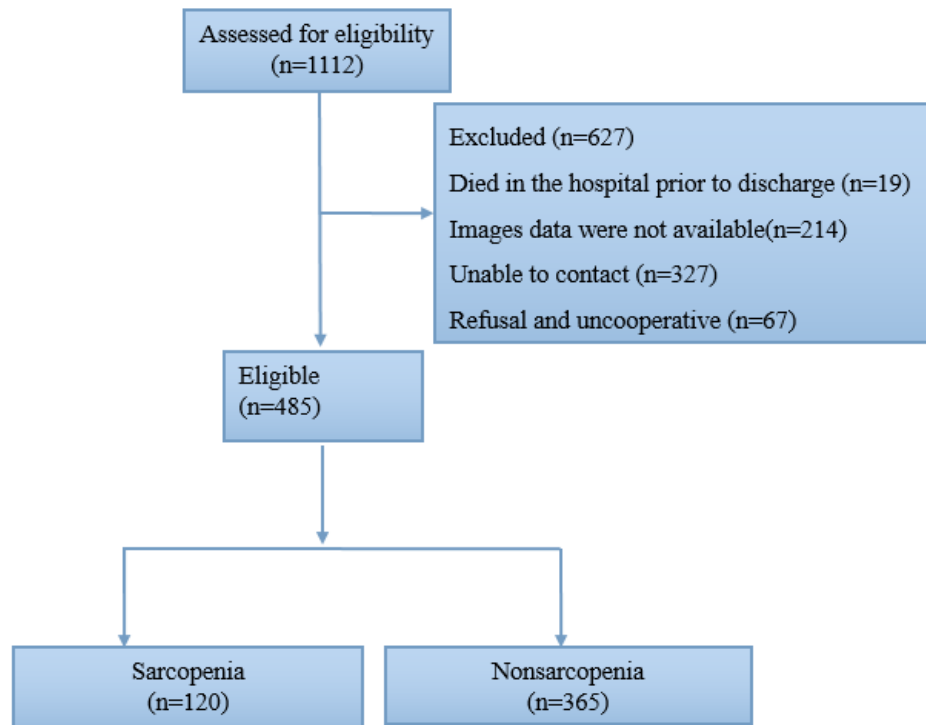 Assessed for eligibility
(n=1112)
Excluded (n=627)
Died in the hospital prior to discharge (n=19)
Images data were not available(n=214)
Unable to contact (n=327)
Refusal and uncooperative (n=67)
Eligible
(n=485)
Sarcopenia
(n=120)
Nonsarcopenia
(n=365)